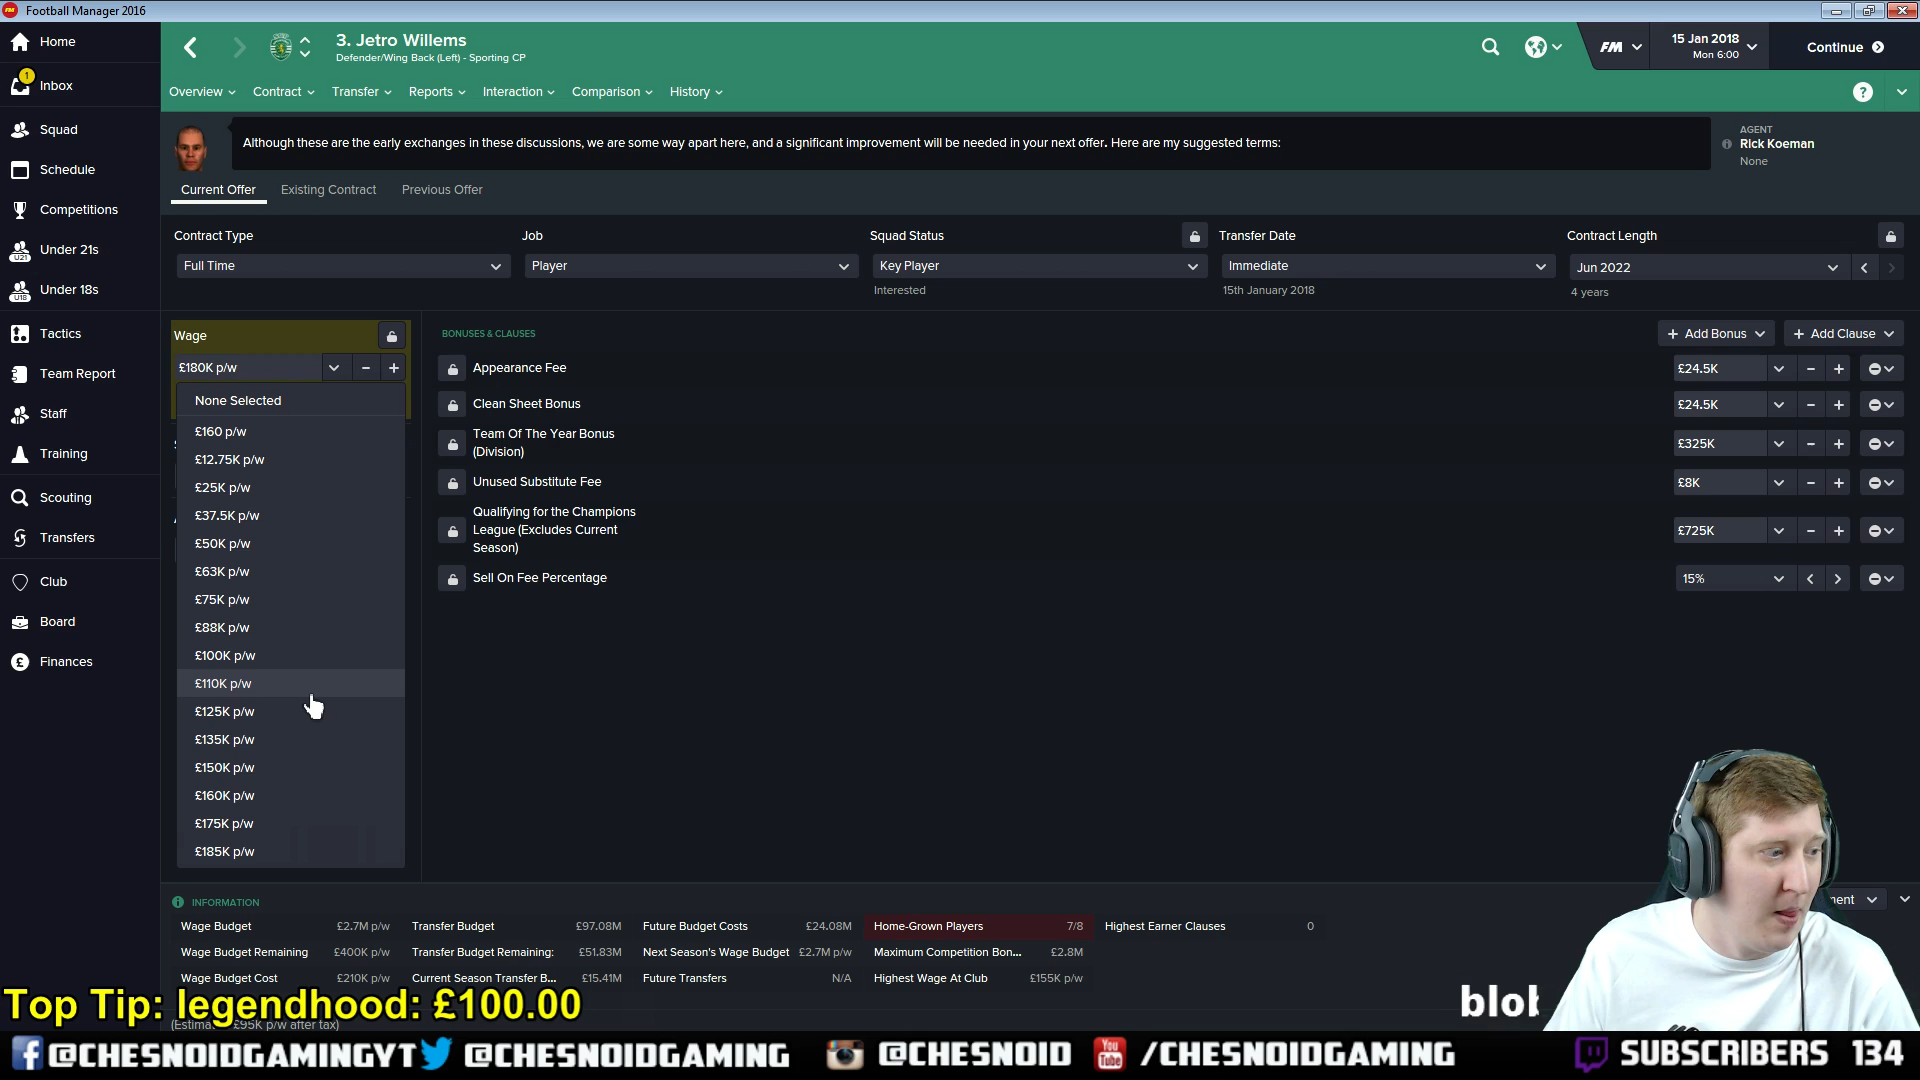 Football Manager 2016
Home
1
Inbox
Squad
Schedule
Competitions
Under 21s
U21
Under 18s
U18
Tactics
Team Report
Staff
Training
Scouting
Transfers
Club
Board
£ Finances
3. Jetro Willems
Defender/Wing Back (Left) - Sporting CP
FM
15 Jan 2018
Mon 6:00
Continue
Overview
Contract
Transfer
Reports
Interaction
Comparison
History
?
Although these are the early exchanges in these discussions, we are some way apart here, and a significant improvement will be needed in your next offer. Here are my suggested terms:
AGENT
Rick Koeman
None
Current Offer
Existing Contract
Previous Offer
Contract Type
Full Time
Job
Player
Squad Status
Key Player
Interested
Transfer Date
Immediate
15th January 2018
Contract Length
Jun 2022
4 years
Wage
£180K p/w
None Selected
£160 p/w
£12.75K p/w
£25K p/w
£37.5K p/w
£50K p/w
£63K p/w
£75K p/w
£88K p/w
£100K p/w
£110K p/w
£125K p/w
£135K p/w
£150K p/w
£160K p/w
£175K p/w
£185K p/w
BONUSES & CLAUSES
+ Add Bonus
+ Add Clause
Appearance Fee £24.5K
Clean Sheet Bonus £24.5K
Team Of The Year Bonus
(Division) £325K
Unused Substitute Fee £8K
Qualifying for the Champions
League (Excludes Current
Season) £725K
Sell On Fee Percentage 15%
INFORMATION
Wage Budget £2.7M p/w
Wage Budget Remaining £400K p/w
Wage Budget Cost £210K p/w
Transfer Budget £97.08M
Transfer Budget Remaining: £51.83M
Current Season Transfer B... £15.41M
Future Budget Costs £24.08M
Next Season's Wage Budget £2.7M p/w
Future Transfers N/A
Home-Grown Players 7/8
Maximum Competition Bon... £2.8M
Highest Wage At Club £155K p/w
Highest Earner Clauses 0
Top Tip: legendhood: £100.00
£95K p/w after tax)
@CHESNOIDGAMINGYT
@CHESNOIDGAMING
@CHESNOID
You Tube
/CHESNOIDGAMING
SUBSCRIBERS 134